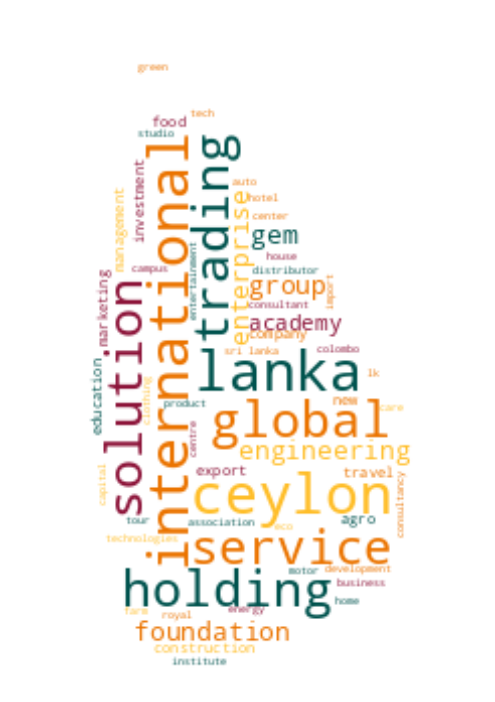 green
tech
food
studio
international
trading
investment
management
auto
hotel
enterprise
center
gem
entertainment
house
campus
distributor
marketing
solution
group
import
consultant
academy
company
sri lanka
colombo
lanka
lk
education
clothing
product
new
care
global
centre
engineering
export
travel
capital
ceylon
consultancy
tour
association
eco
agro
technologies
service
motor
development
holding
business
home
farm
royal
energy
foundation
construction
institute